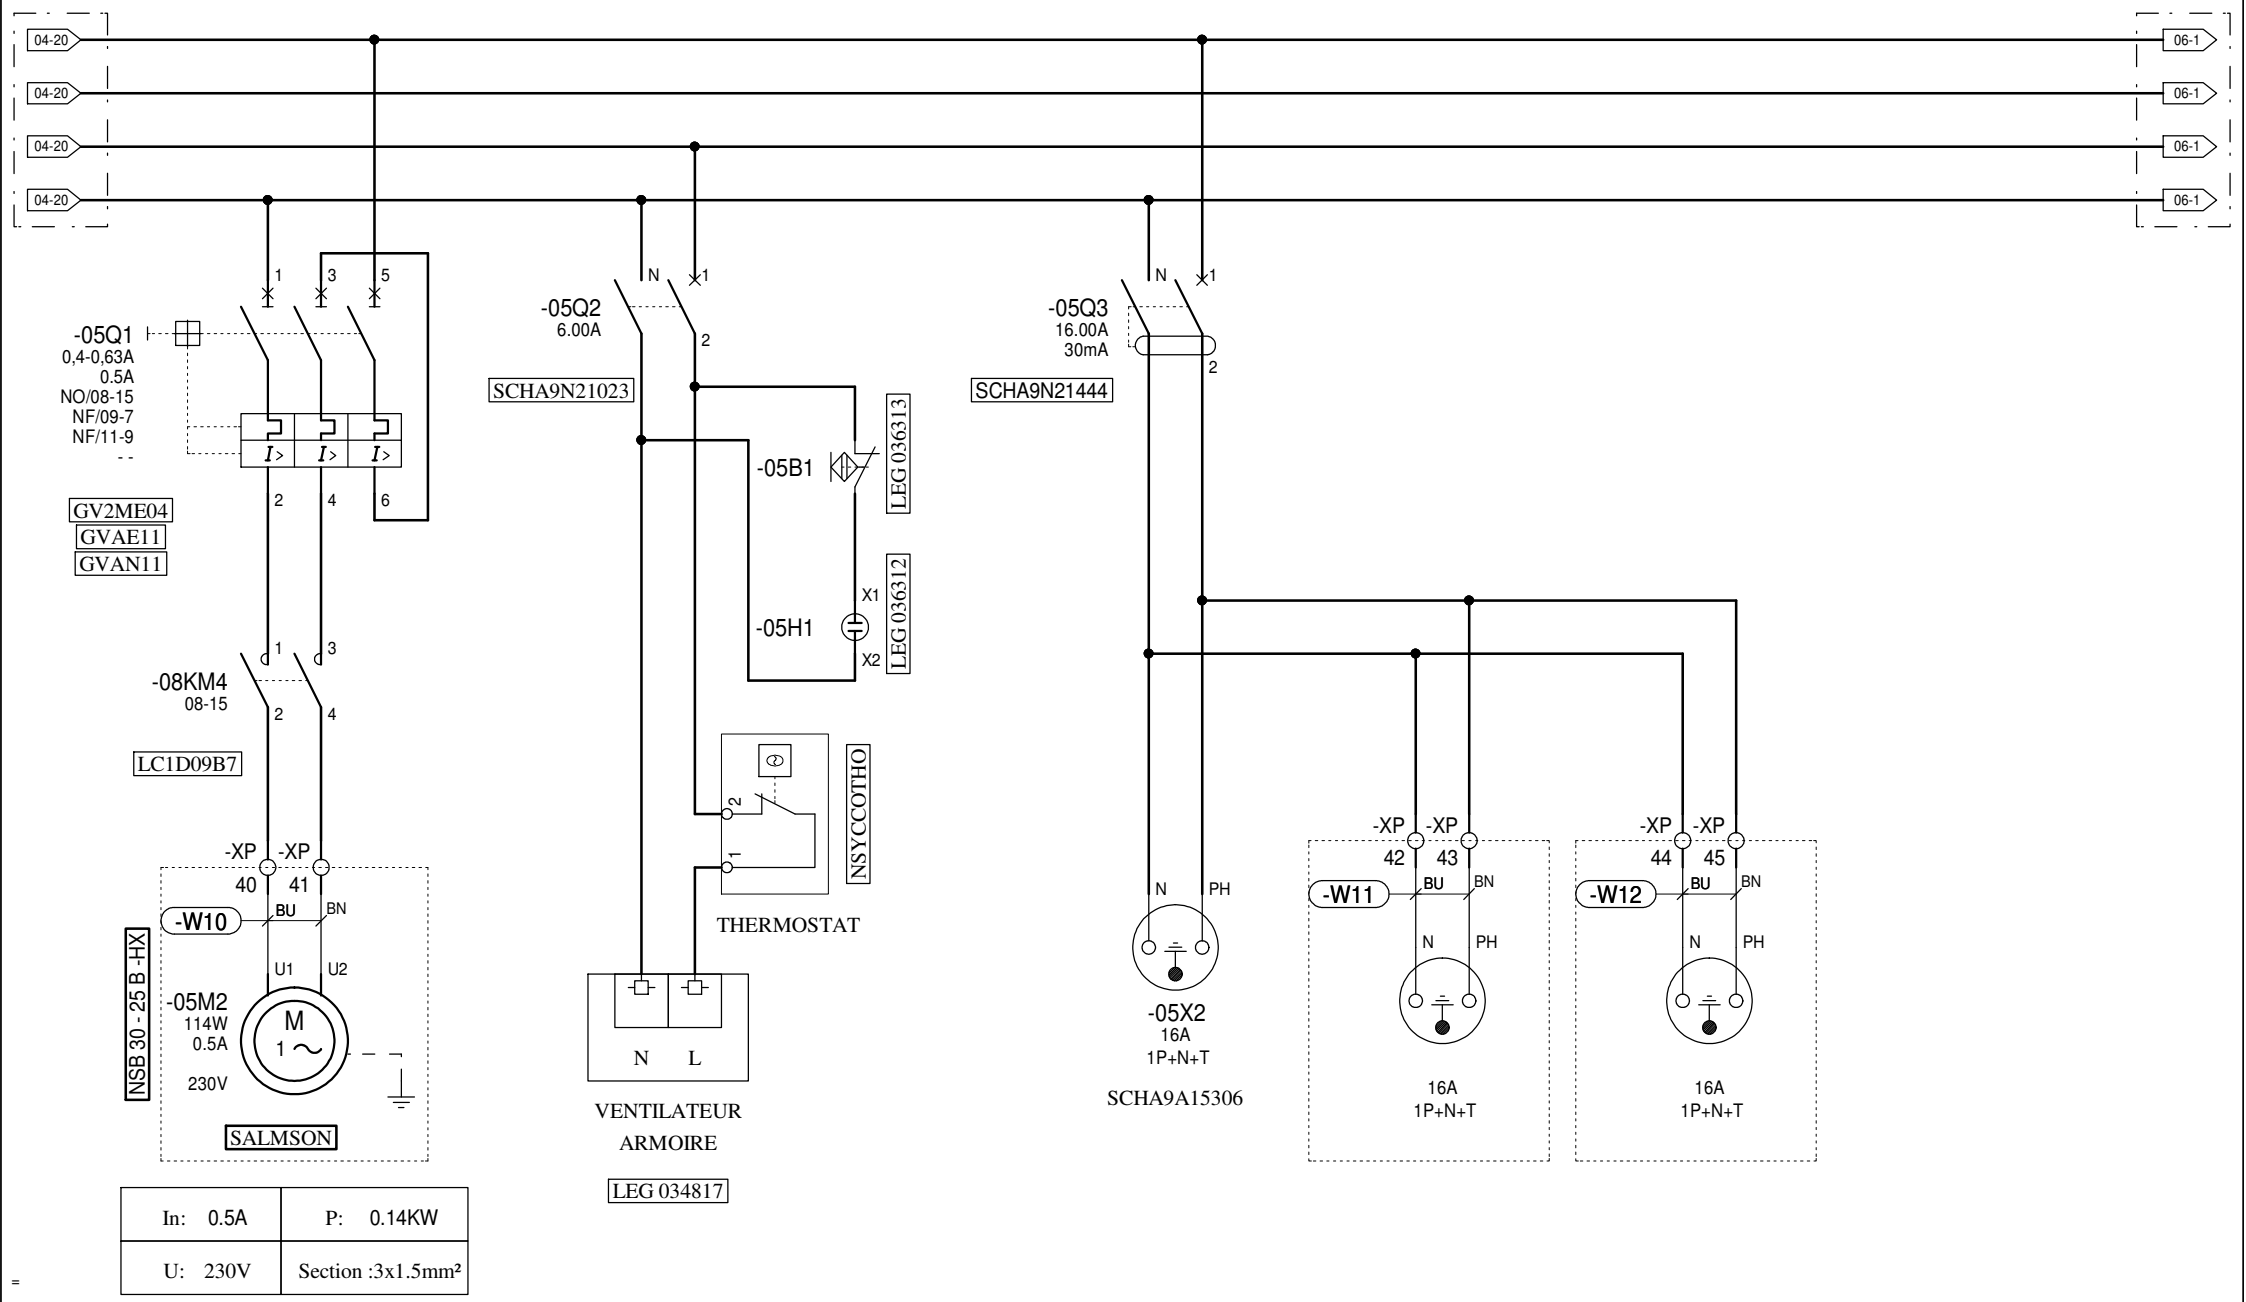 04-20
06-1
04-20
06-1
04-20
06-1
04-20
06-1
1
3
5
-05Q1
0,4-0,63A
0.5A
NO/08-15
NF/09-7
NF/11-9
- -
I>
I>
I>
2
4
6
GV2ME04
GVAE11
GVAN11
1
3
-08KM4
08-15
2
4
LC1D09B7
-XP
-XP
40
41
-W10
BU
BN
NSB 30 - 25 B -HX
U1
U2
-05M2
114W
0.5A
230V
M
1
SALMSON
In: 0.5A
P: 0.14KW
U: 230V
Section :3x1.5mm²
=
N
1
-05Q2
6.00A
2
SCHA9N21023
-05B1
LEG 036313
X1
-05H1
X2
LEG 036312
2
1
NSYCCOTHO
THERMOSTAT
N
L
VENTILATEUR
ARMOIRE
LEG 034817
N
1
-05Q3
16.00A
30mA
2
SCHA9N21444
N
PH
-05X2
16A
1P+N+T
SCHA9A15306
-XP
-XP
42
43
-W11
BU
BN
N
PH
16A
1P+N+T
-XP
-XP
44
45
-W12
BU
BN
N
PH
16A
1P+N+T